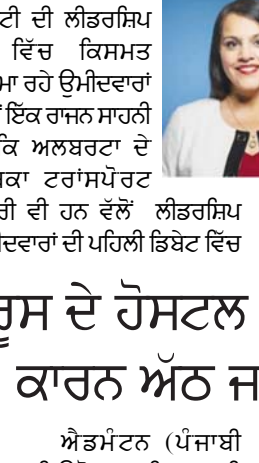 ਟੀ ਦੀ ਲੀਡਰਸ਼ਿਪ
ਵਿੱਚ ਕਿਸਮਤ
ਮਾ ਰਹੇ ਉਮੀਦਵਾਰਾਂ
ਇੱਕ ਰਾਜਨ ਸਾਹਨੀ
ਕਿ ਅਲਬਰਟਾ ਦੇ
ਕਾ ਟਰਾਂਸਪੋਰਟ
ਰੀ ਵੀ ਹਨ ਵੱਲੋਂ ਲੀਡਰਸ਼ਿਪ
ਦਵਾਰਾਂ ਦੀ ਪਹਿਲੀ ਡਿਬੇਟ ਵਿੱਚ
ਰੂਸ ਦੇ ਹੋਸਟਲ
ਕਾਰਨ ਅੱਠ ਜ
ਐਡਮੰਟਨ (ਪੰਜਾਬੀ